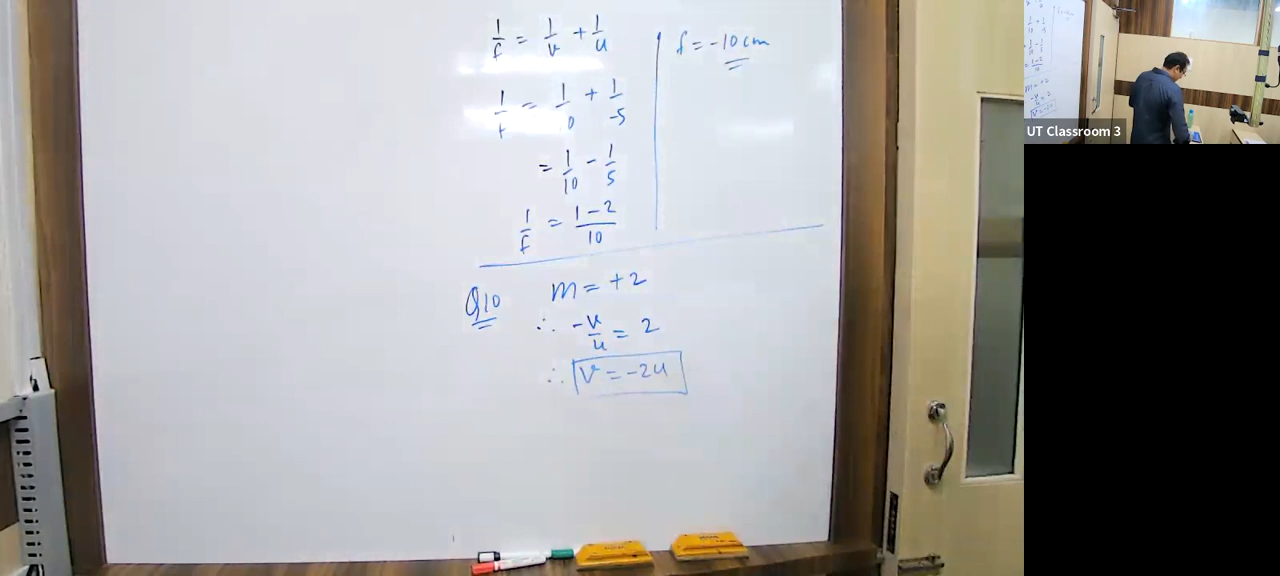 1/f = 1/v + 1/u
1/f = 1/10 + 1/-5
= 1/10 - 1/5
1/f = 1-2/10
f = -10 cm
Q10 m = +2
∴ -v/u = 2
∴ v = -2u
UT Classroom 3